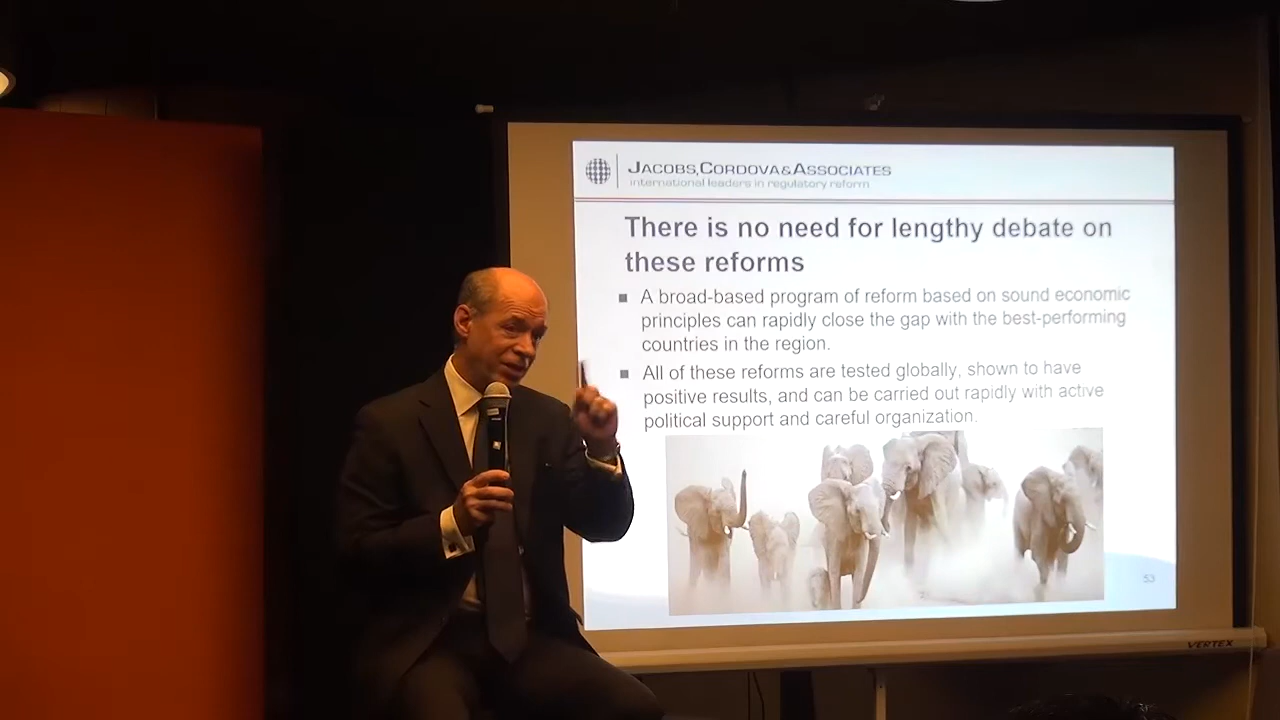 JACOBS, CORDOVA & ASSOCIATES
international leaders in regulatory reform
There is no need for lengthy debate on
these reforms
■ A broad-based program of reform based on sound economic
principles can rapidly close the gap with the best-performing
countries in the region.
■ All of these reforms are tested globally, shown to have
positive results, and can be carried out rapidly with active
political support and careful organization.
53
VERTEX